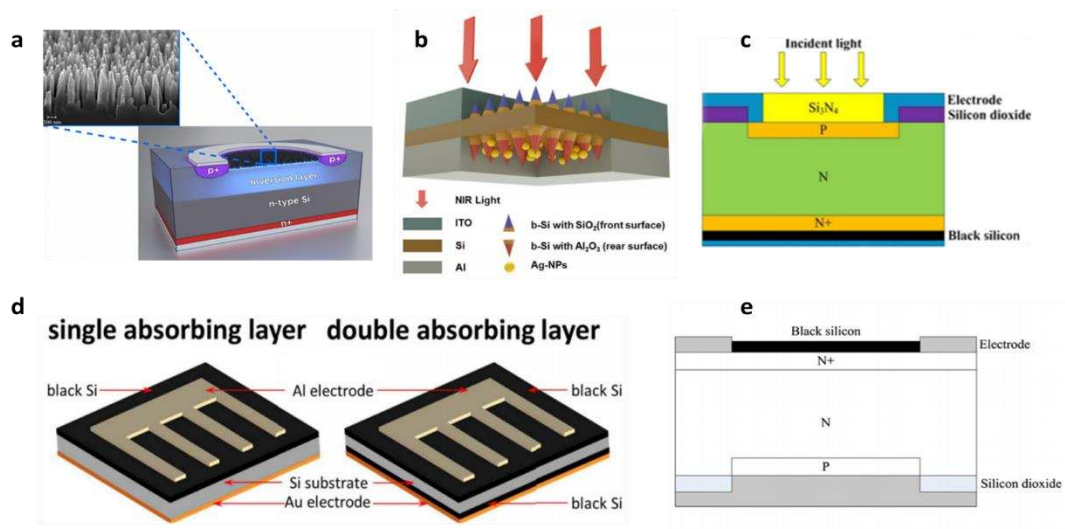 a
200 nm
p+
p+
Inversion layer
n-type Si
n+
b
NIR Light
ITO
b-Si with SiO2(front surface)
Si
b-Si with Al2O3 (rear surface)
Al
Ag-NPs
c
Incident light
Si3N4
Electrode
Silicon dioxide
P
N
N+
Black silicon
d
single absorbing layer
double absorbing layer
black Si
Al electrode
black Si
Si substrate
Au electrode
black Si
e
Black silicon
Electrode
N+
N
P
Silicon dioxide